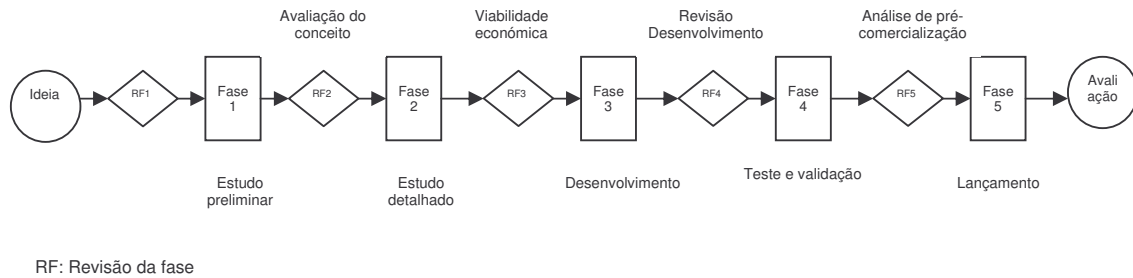 Avaliação do
conceito
Viabilidade
económica
Revisão
Desenvolvimento
Análise de pré-
comercialização
Ideia
RF1
Fase
1
RF2
Fase
2
RF3
Fase
3
RF4
Fase
4
RF5
Fase
5
Avali
ação
Estudo
preliminar
Estudo
detalhado
Desenvolvimento
Teste e validação
Lançamento
RF: Revisão da fase